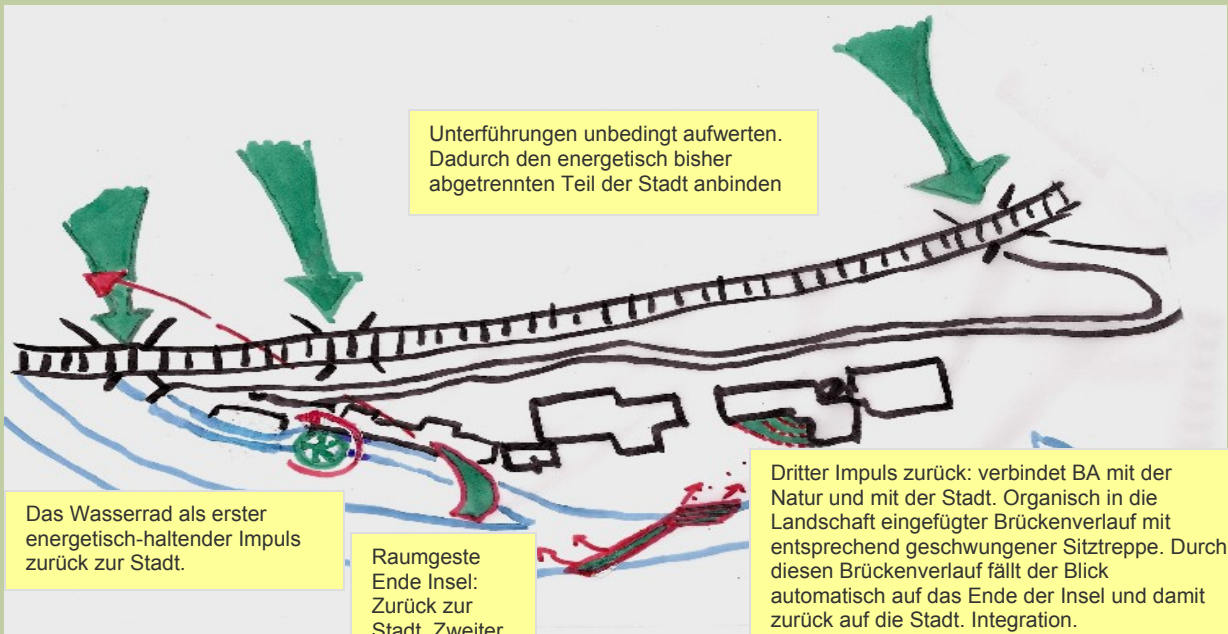 Unterführungen unbedingt aufwerten.
Dadurch den energetisch bisher
abgetrennten Teil der Stadt anbinden
Das Wasserrad als erster
energetisch-haltender Impuls
zurück zur Stadt.
Raumgeste
Ende Insel:
Zurück zur
Stadt. Zweiter
Dritter Impuls zurück: verbindet BA mit der
Natur und mit der Stadt. Organisch in die
Landschaft eingefügter Brückenverlauf mit
entsprechend geschwungener Sitztreppe. Durch
diesen Brückenverlauf fällt der Blick
automatisch auf das Ende der Insel und damit
zurück auf die Stadt. Integration.